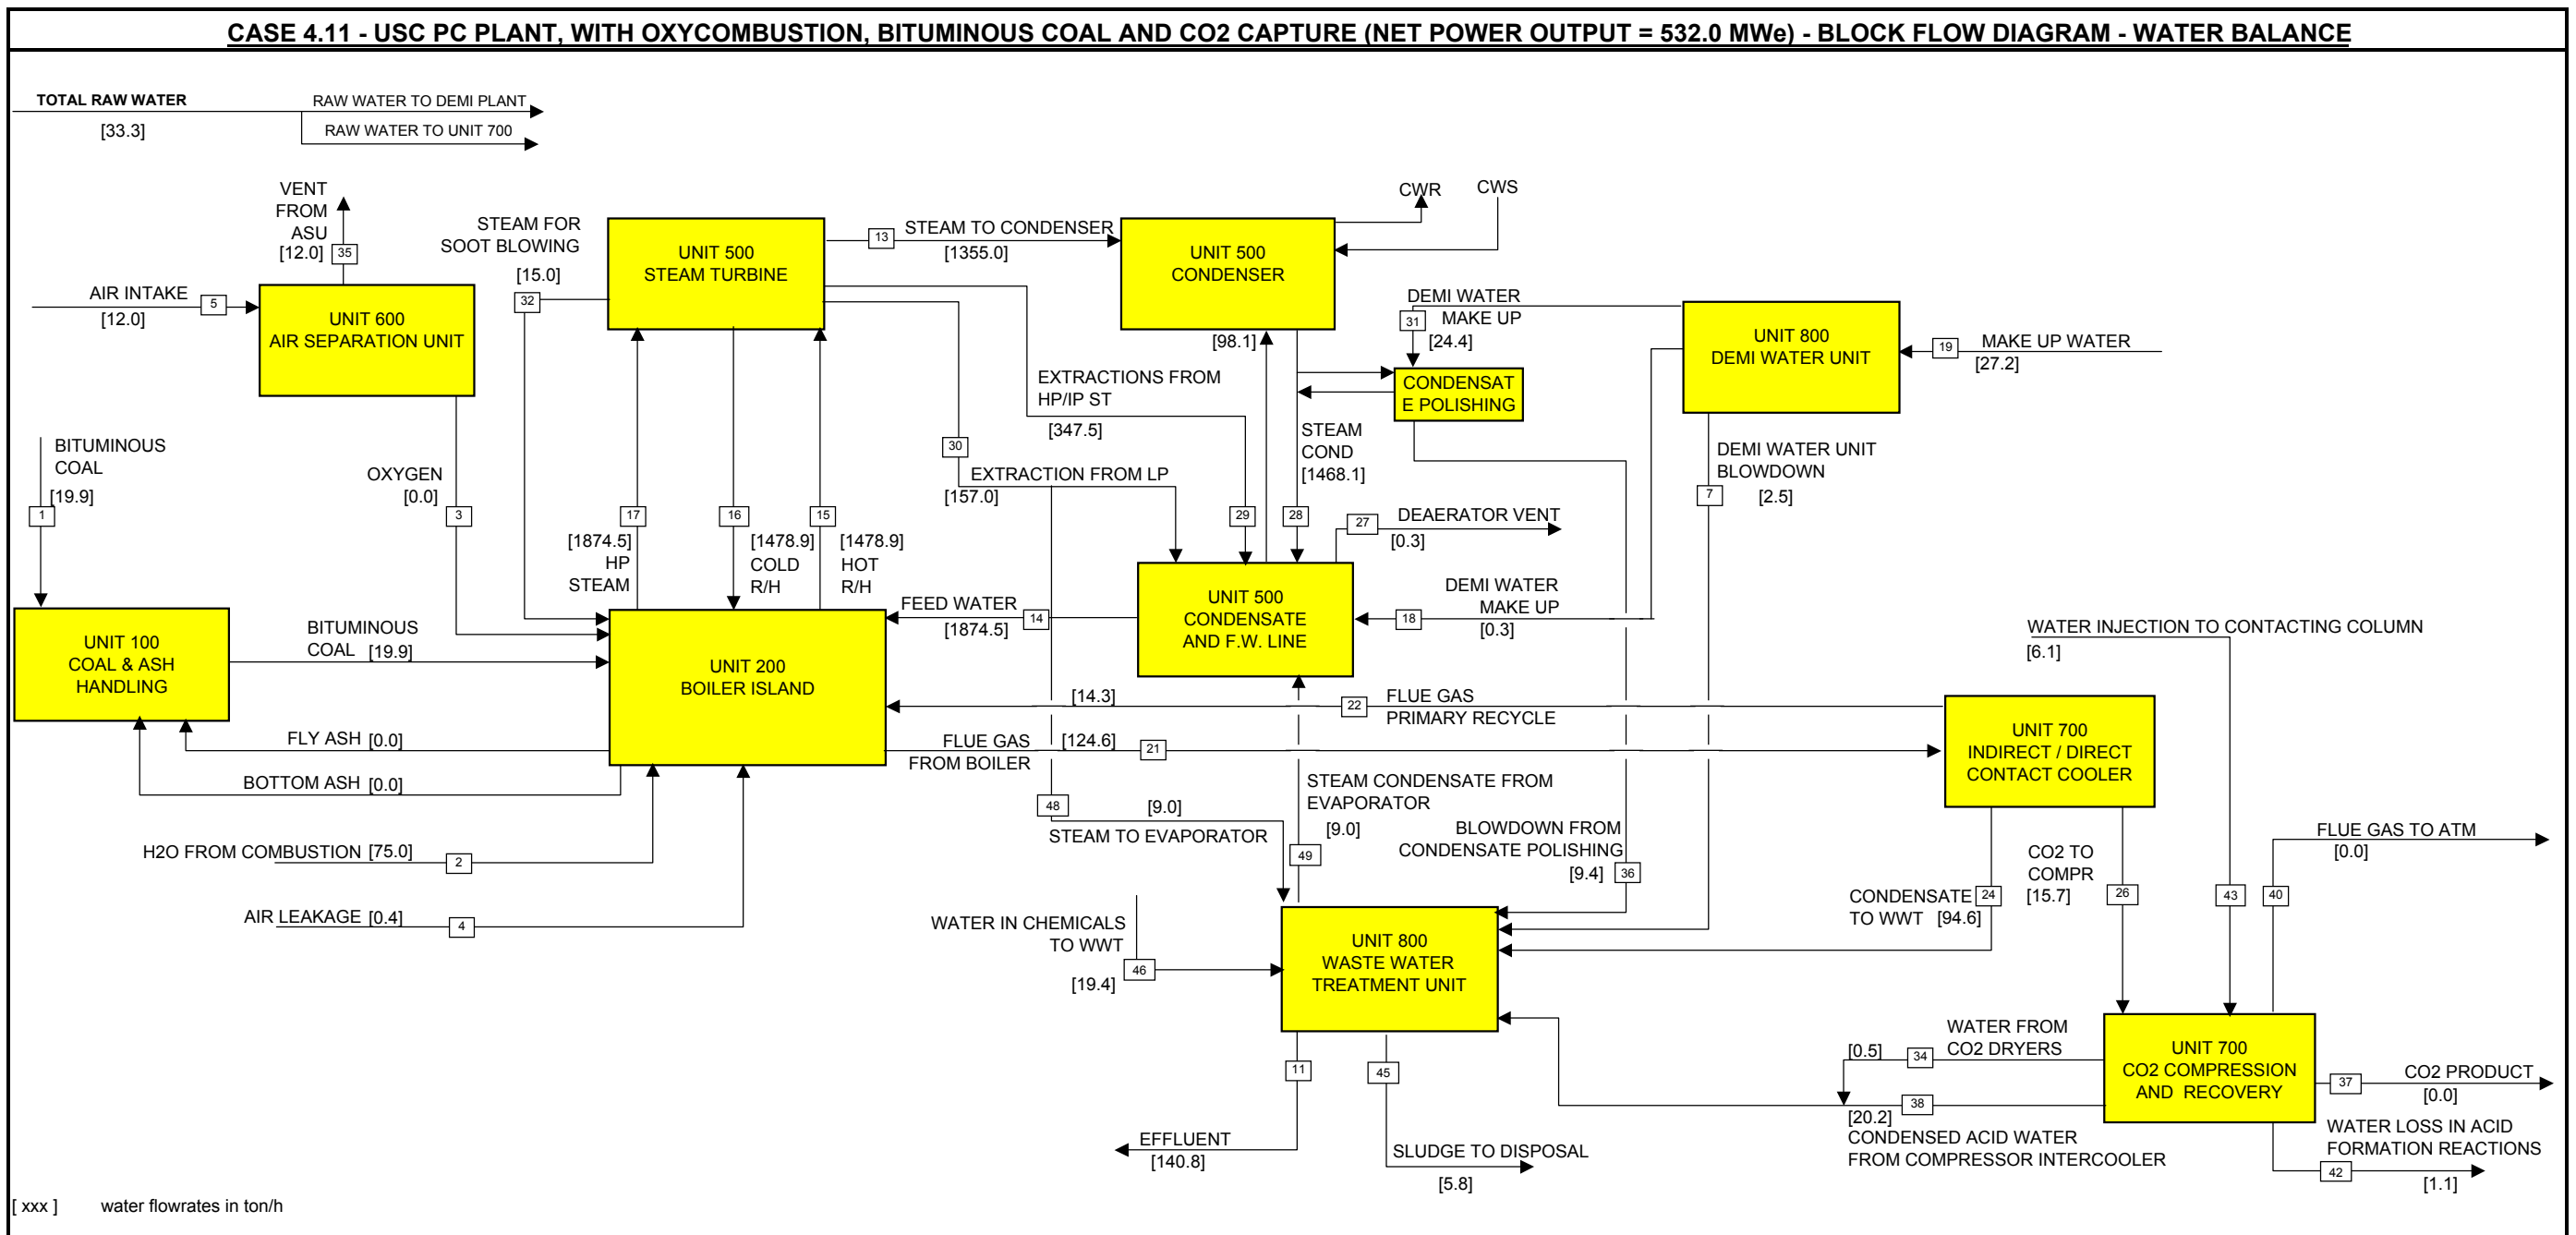 CASE 4.11 - USC PC PLANT, WITH OXYCOMBUSTION, BITUMINOUS COAL AND CO2 CAPTURE (NET POWER OUTPUT = 532.0 MWe) - BLOCK FLOW DIAGRAM - WATER BALANCE
TOTAL RAW WATER
[33.3]
RAW WATER TO DEMI PLANT
RAW WATER TO UNIT 700
VENT
FROM
ASU
[12.0]
35
AIR INTAKE
5
[12.0]
UNIT 600
AIR SEPARATION UNIT
STEAM FOR
SOOT BLOWING
[15.0]
32
UNIT 500
STEAM TURBINE
13
STEAM TO CONDENSER
[1355.0]
UNIT 500
CONDENSER
CWR
CWS
DEMI WATER
MAKE UP
31
[24.4]
[98.1]
CONDENSAT
E POLISHING
UNIT 800
DEMI WATER UNIT
19
MAKE UP WATER
[27.2]
EXTRACTIONS FROM
HP/IP ST
[347.5]
30
EXTRACTION FROM LP
[157.0]
STEAM
COND
[1468.1]
DEMI WATER UNIT
BLOWDOWN
7
[2.5]
BITUMINOUS
COAL
[19.9]
1
OXYGEN
[0.0]
3
17
[1874.5]
HP
STEAM
16
[1478.9]
COLD
R/H
15
[1478.9]
HOT
R/H
29
28
27
DEAERATOR VENT
[0.3]
UNIT 100
COAL & ASH
HANDLING
BITUMINOUS
COAL [19.9]
UNIT 200
BOILER ISLAND
FEED WATER
14
[1874.5]
UNIT 500
CONDENSATE
AND F.W. LINE
DEMI WATER
MAKE UP
18
[0.3]
WATER INJECTION TO CONTACTING COLUMN
[6.1]
[14.3]
22
FLUE GAS
PRIMARY RECYCLE
FLY ASH [0.0]
FLUE GAS
FROM BOILER
[124.6]
21
UNIT 700
INDIRECT / DIRECT
CONTACT COOLER
BOTTOM ASH [0.0]
48
[9.0]
STEAM TO EVAPORATOR
STEAM CONDENSATE FROM
EVAPORATOR
[9.0]
49
BLOWDOWN FROM
CONDENSATE POLISHING
[9.4]
36
H2O FROM COMBUSTION [75.0]
2
AIR LEAKAGE [0.4]
4
CONDENSATE
TO WWT [94.6]
24
CO2 TO
COMPR
[15.7]
26
43
40
FLUE GAS TO ATM
[0.0]
WATER IN CHEMICALS
TO WWT
46
[19.4]
UNIT 800
WASTE WATER
TREATMENT UNIT
11
45
EFFLUENT
[140.8]
SLUDGE TO DISPOSAL
[5.8]
WATER FROM
CO2 DRYERS
[0.5]
34
38
[20.2]
CONDENSED ACID WATER
FROM COMPRESSOR INTERCOOLER
UNIT 700
CO2 COMPRESSION
AND RECOVERY
37
CO2 PRODUCT
[0.0]
WATER LOSS IN ACID
FORMATION REACTIONS
42
[1.1]
[ xxx ] water flowrates in ton/h